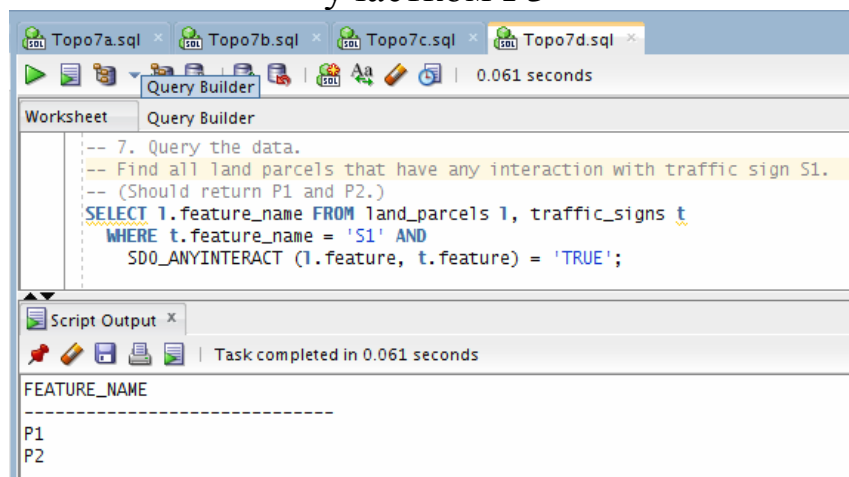 Topo7a.sql Topo7b.sql Topo7c.sql Topo7d.sql
0.061 seconds
Query Builder
Worksheet Query Builder
-- 7. Query the data.
-- Find all land parcels that have any interaction with traffic sign S1.
-- (Should return P1 and P2.)
SELECT l.feature_name FROM land_parcels l, traffic_signs t
WHERE t.feature_name = 'S1' AND
SDO_ANYINTERACT (l.feature, t.feature) = 'TRUE';
Script Output
Task completed in 0.061 seconds
FEATURE_NAME
------------------------------
P1
P2